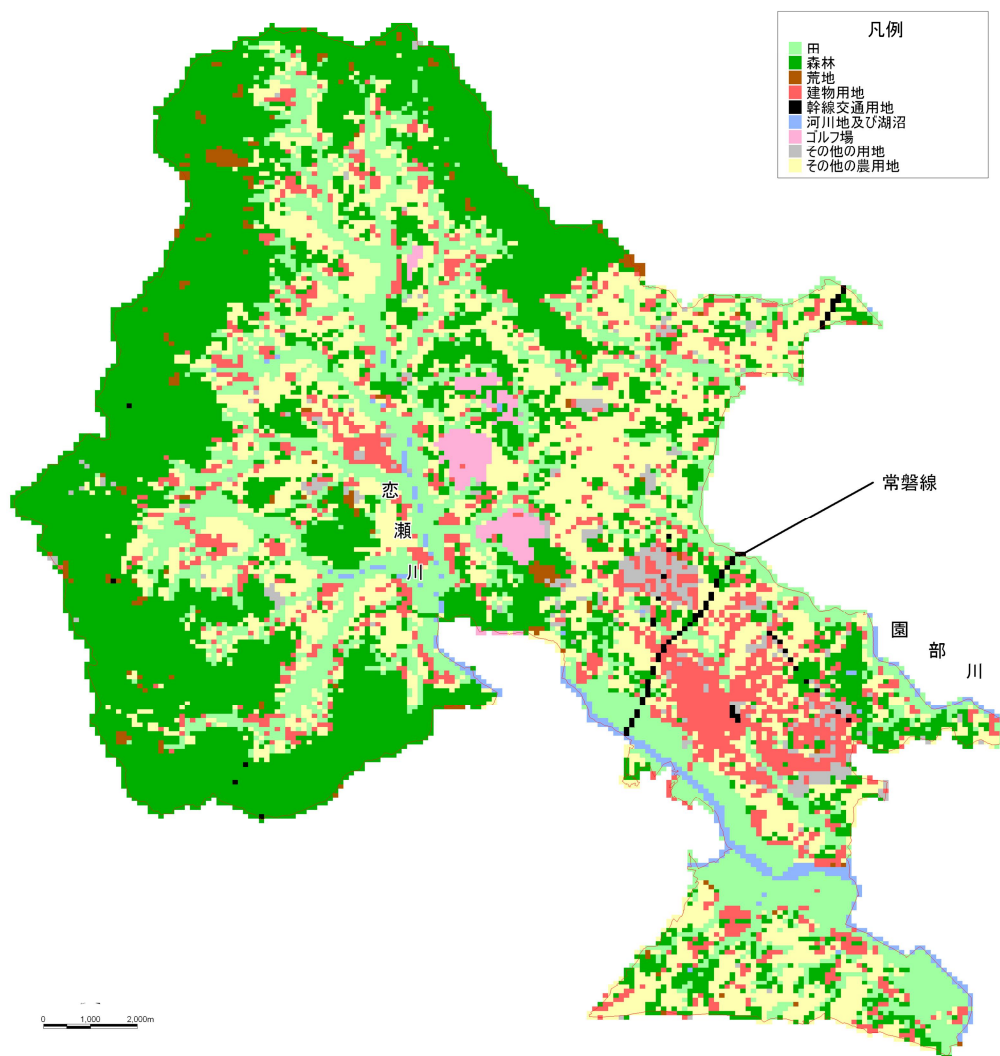 凡例
田
森林
荒地
建物用地
幹線交通用地
河川地及び湖沼
ゴルフ場
その他の用地
その他の農用地
常磐線
恋瀬川
園部川
0 1,000 2,000m